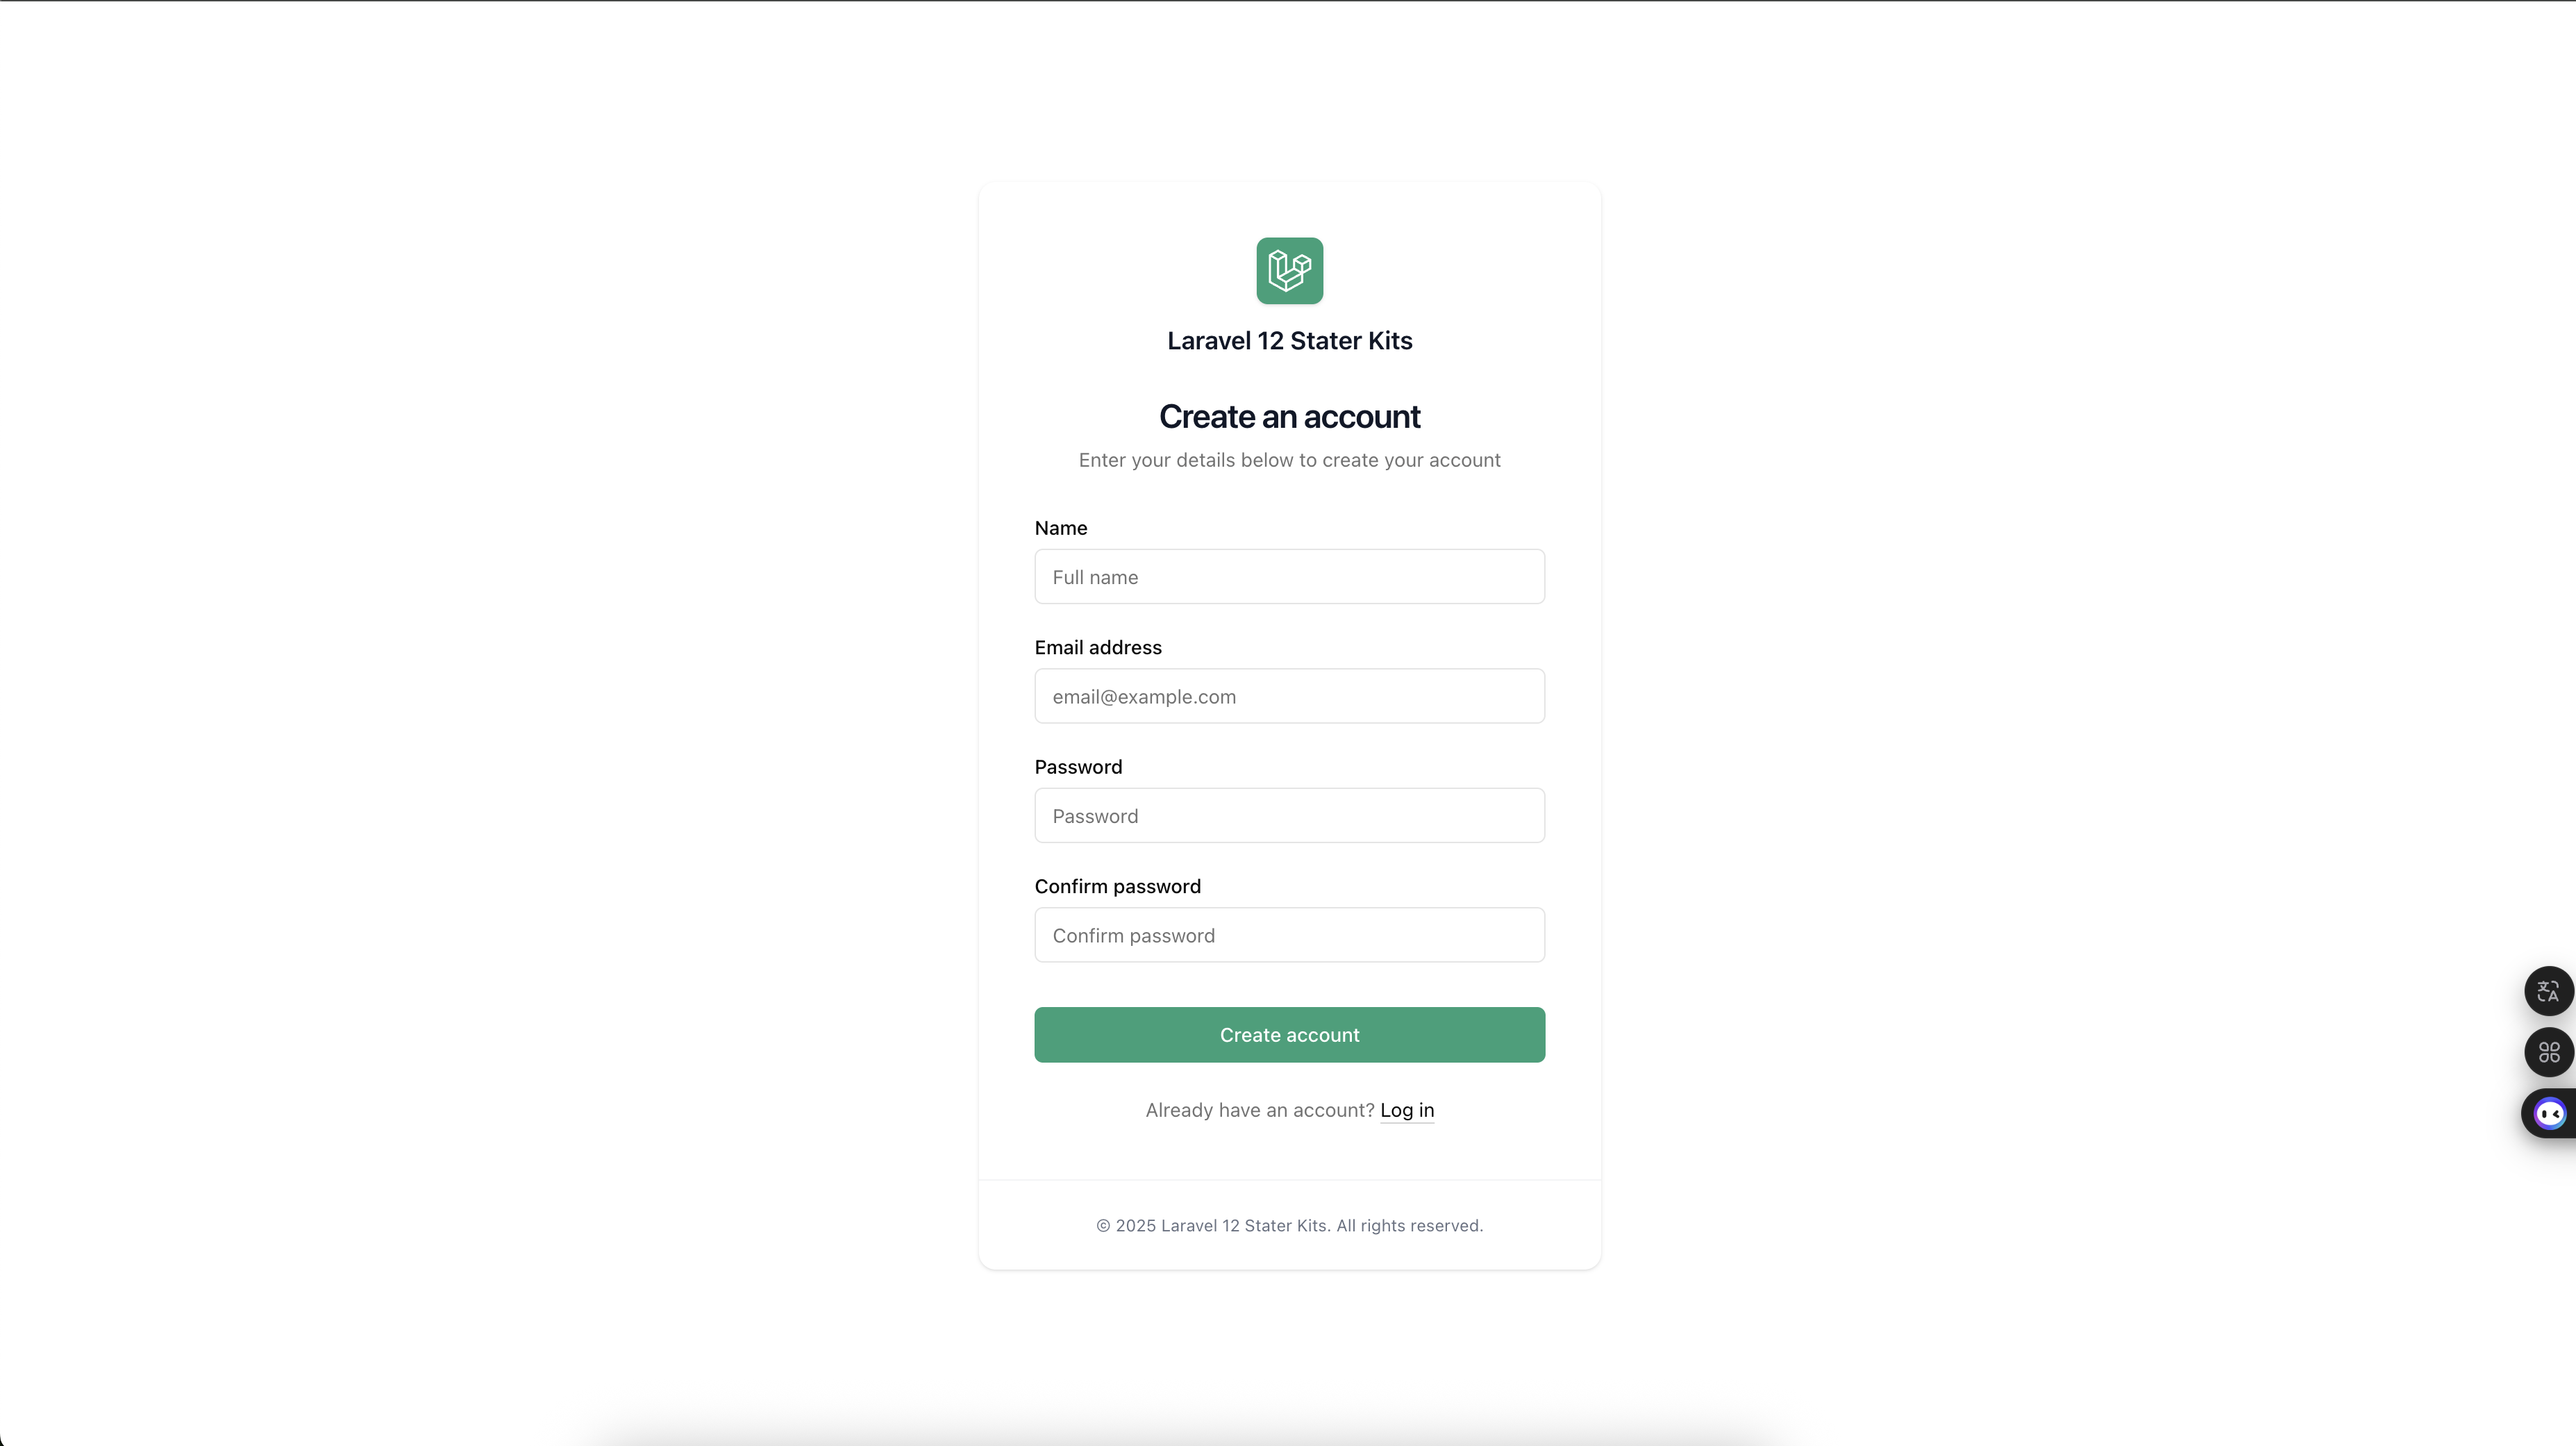 Laravel 12 Stater Kits
Create an account
Enter your details below to create your account
Name
Full name
Email address
email@example.com
Password
Password
Confirm password
Confirm password
Create account
Already have an account? Log in
© 2025 Laravel 12 Stater Kits. All rights reserved.